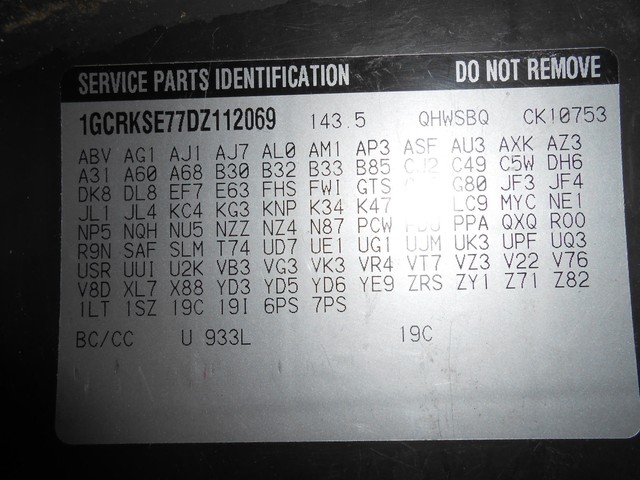 SERVICE PARTS IDENTIFICATION DO NOT REMOVE
1GCRKSE77DZ112069 143.5 QHWSBQ CK10753
ABV AG1 AJ1 AJ7 AL0 AM1 AP3 ASF AU3 AXK AZ3
A31 A60 A68 B30 B32 B33 B85 CJ2 C49 C5W DH6
DK8 DL8 EF7 E63 FHS FWI GTS G80 JF3 JF4
JL1 JL4 KC4 KG3 KNP K34 K47 LC9 MYC NE1
NP5 NQH NU5 NZZ NZ4 N87 PCW PDU PPA QXQ R00
R9N SAF SLM T74 UD7 UE1 UG1 UJM UK3 UPF UQ3
USR UUI U2K VB3 VG3 VK3 VR4 VT7 VZ3 V22 V76
V8D XL7 X88 YD3 YD5 YD6 YE9 ZRS ZY1 Z71 Z82
1LT 1SZ 19C 19I 6PS 7PS
BC/CC U 933L 19C